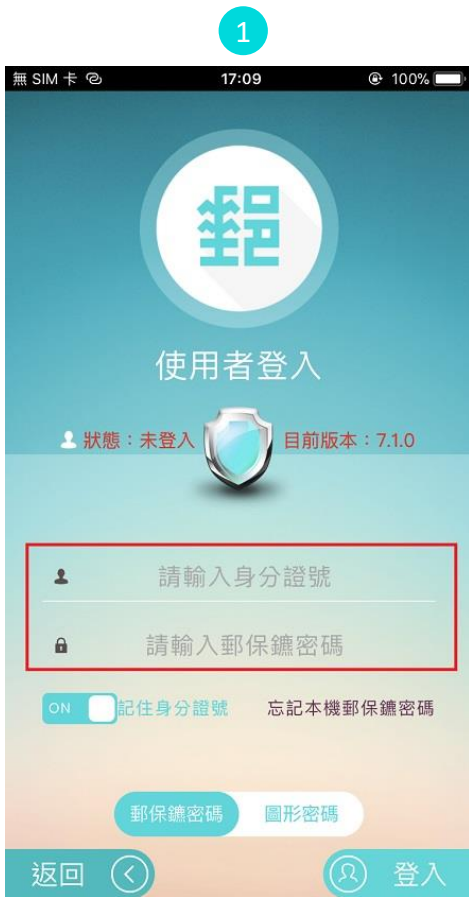 1
無 SIM 卡 17:09 100%
郵
使用者登入
狀態：未登入 目前版本：7.1.0
請輸入身分證號
請輸入郵保鑣密碼
ON 記住身分證號 忘記本機郵保鑣密碼
郵保鑣密碼 圖形密碼
返回 登入